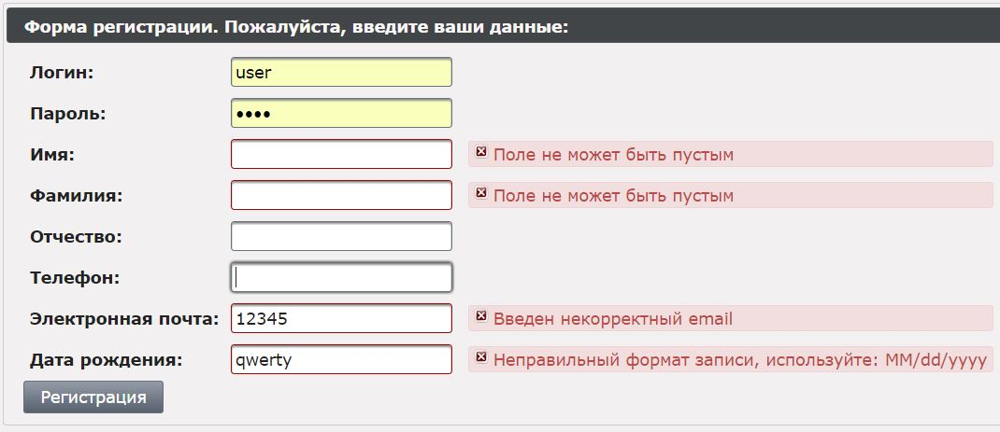 Форма регистрации. Пожалуйста, введите ваши данные:
Логин: user
Пароль: ••••
Имя: Поле не может быть пустым
Фамилия: Поле не может быть пустым
Отчество:
Телефон:
Электронная почта: 12345 Введен некорректный email
Дата рождения: qwerty Неправильный формат записи, используйте: MM/dd/yyyy
Регистрация